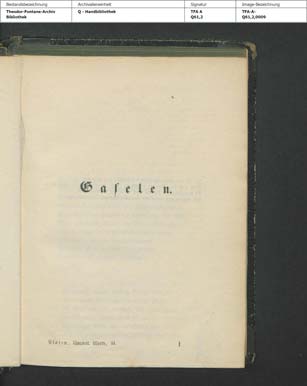 Bestandsbezeichnung Archivalieneinheit Signatur Image-Bezeichnung
Theodor-Fontane-Archiv Q - Handbibliothek TFA A TFA-A-
Bibliothek Q61,2 Q61,2,0009
Gaselen.
Platen, sämmtl. Werke, II. 1